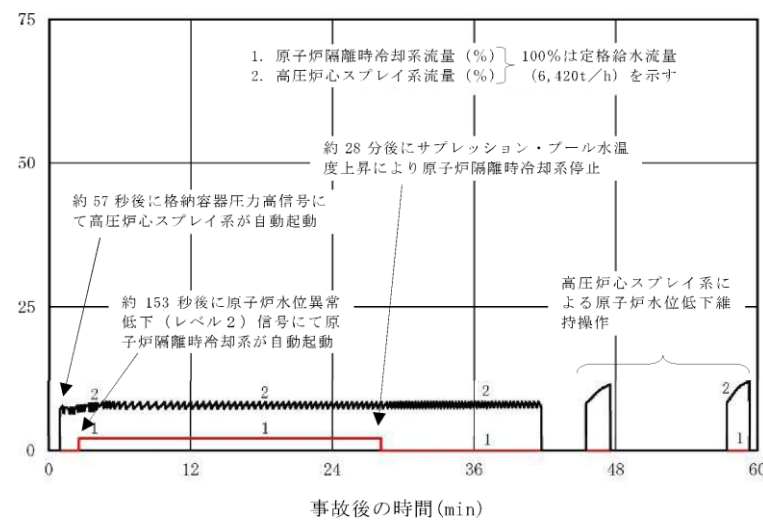 75
1. 原子炉隔離時冷却系流量 (%)
2. 高圧炉心スプレイ系流量 (%)
100%は定格給水流量
(6,420t/h) を示す
約 28 分後にサプレッション・プール水温
度上昇により原子炉隔離時冷却系停止
50
約 57 秒後に格納容器圧力高信号に
て高圧炉心スプレイ系が自動起動
約 153 秒後に原子炉水位異常
低下（レベル2）信号にて原
子炉隔離時冷却系が自動起動
高圧炉心スプレイ系に
よる原子炉水位低下維
持操作
25
2
2
2
2
1
1
1
1
0
0
12
24
36
48
60
事故後の時間(min)